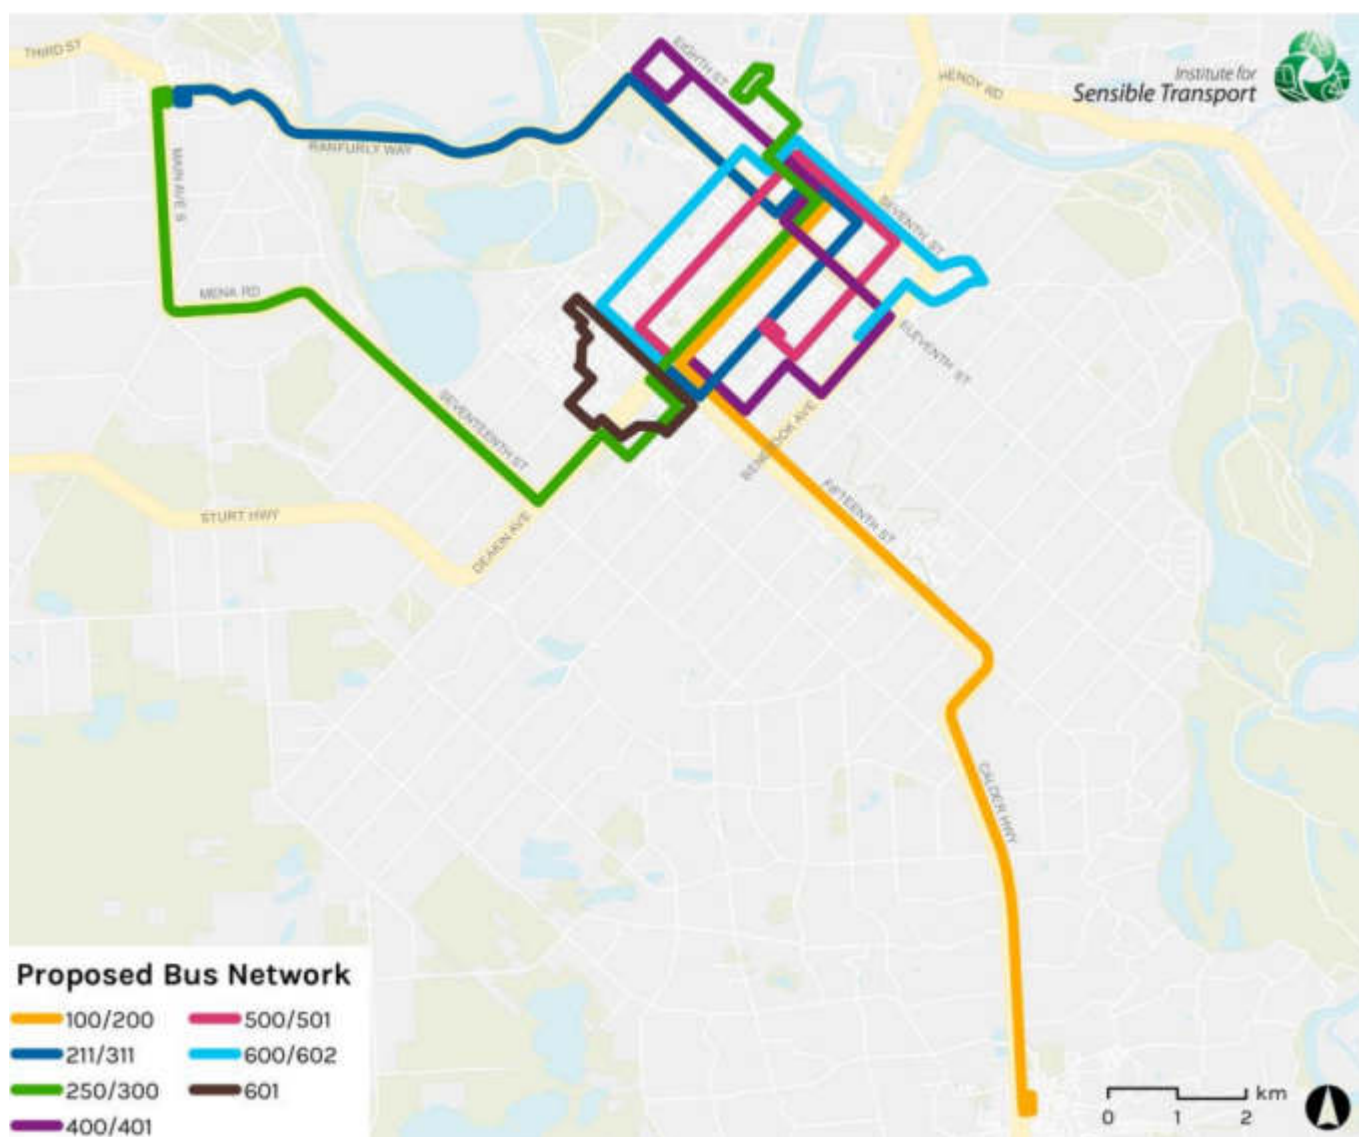 THIRD ST
EIGHTH ST
HENDY RD
Institute for
Sensible Transport
RANFURLY WAY
MAIN AVE S
SEVENTH ST
MENA RD
ELEVENTH ST
SEVENTEENTH ST
BENETOOK AVE
FIFTEENTH ST
STURT HWY
DEAKIN AVE
CALDER HWY
Proposed Bus Network
100/200 500/501
211/311 600/602
250/300 601
400/401
km
0 1 2